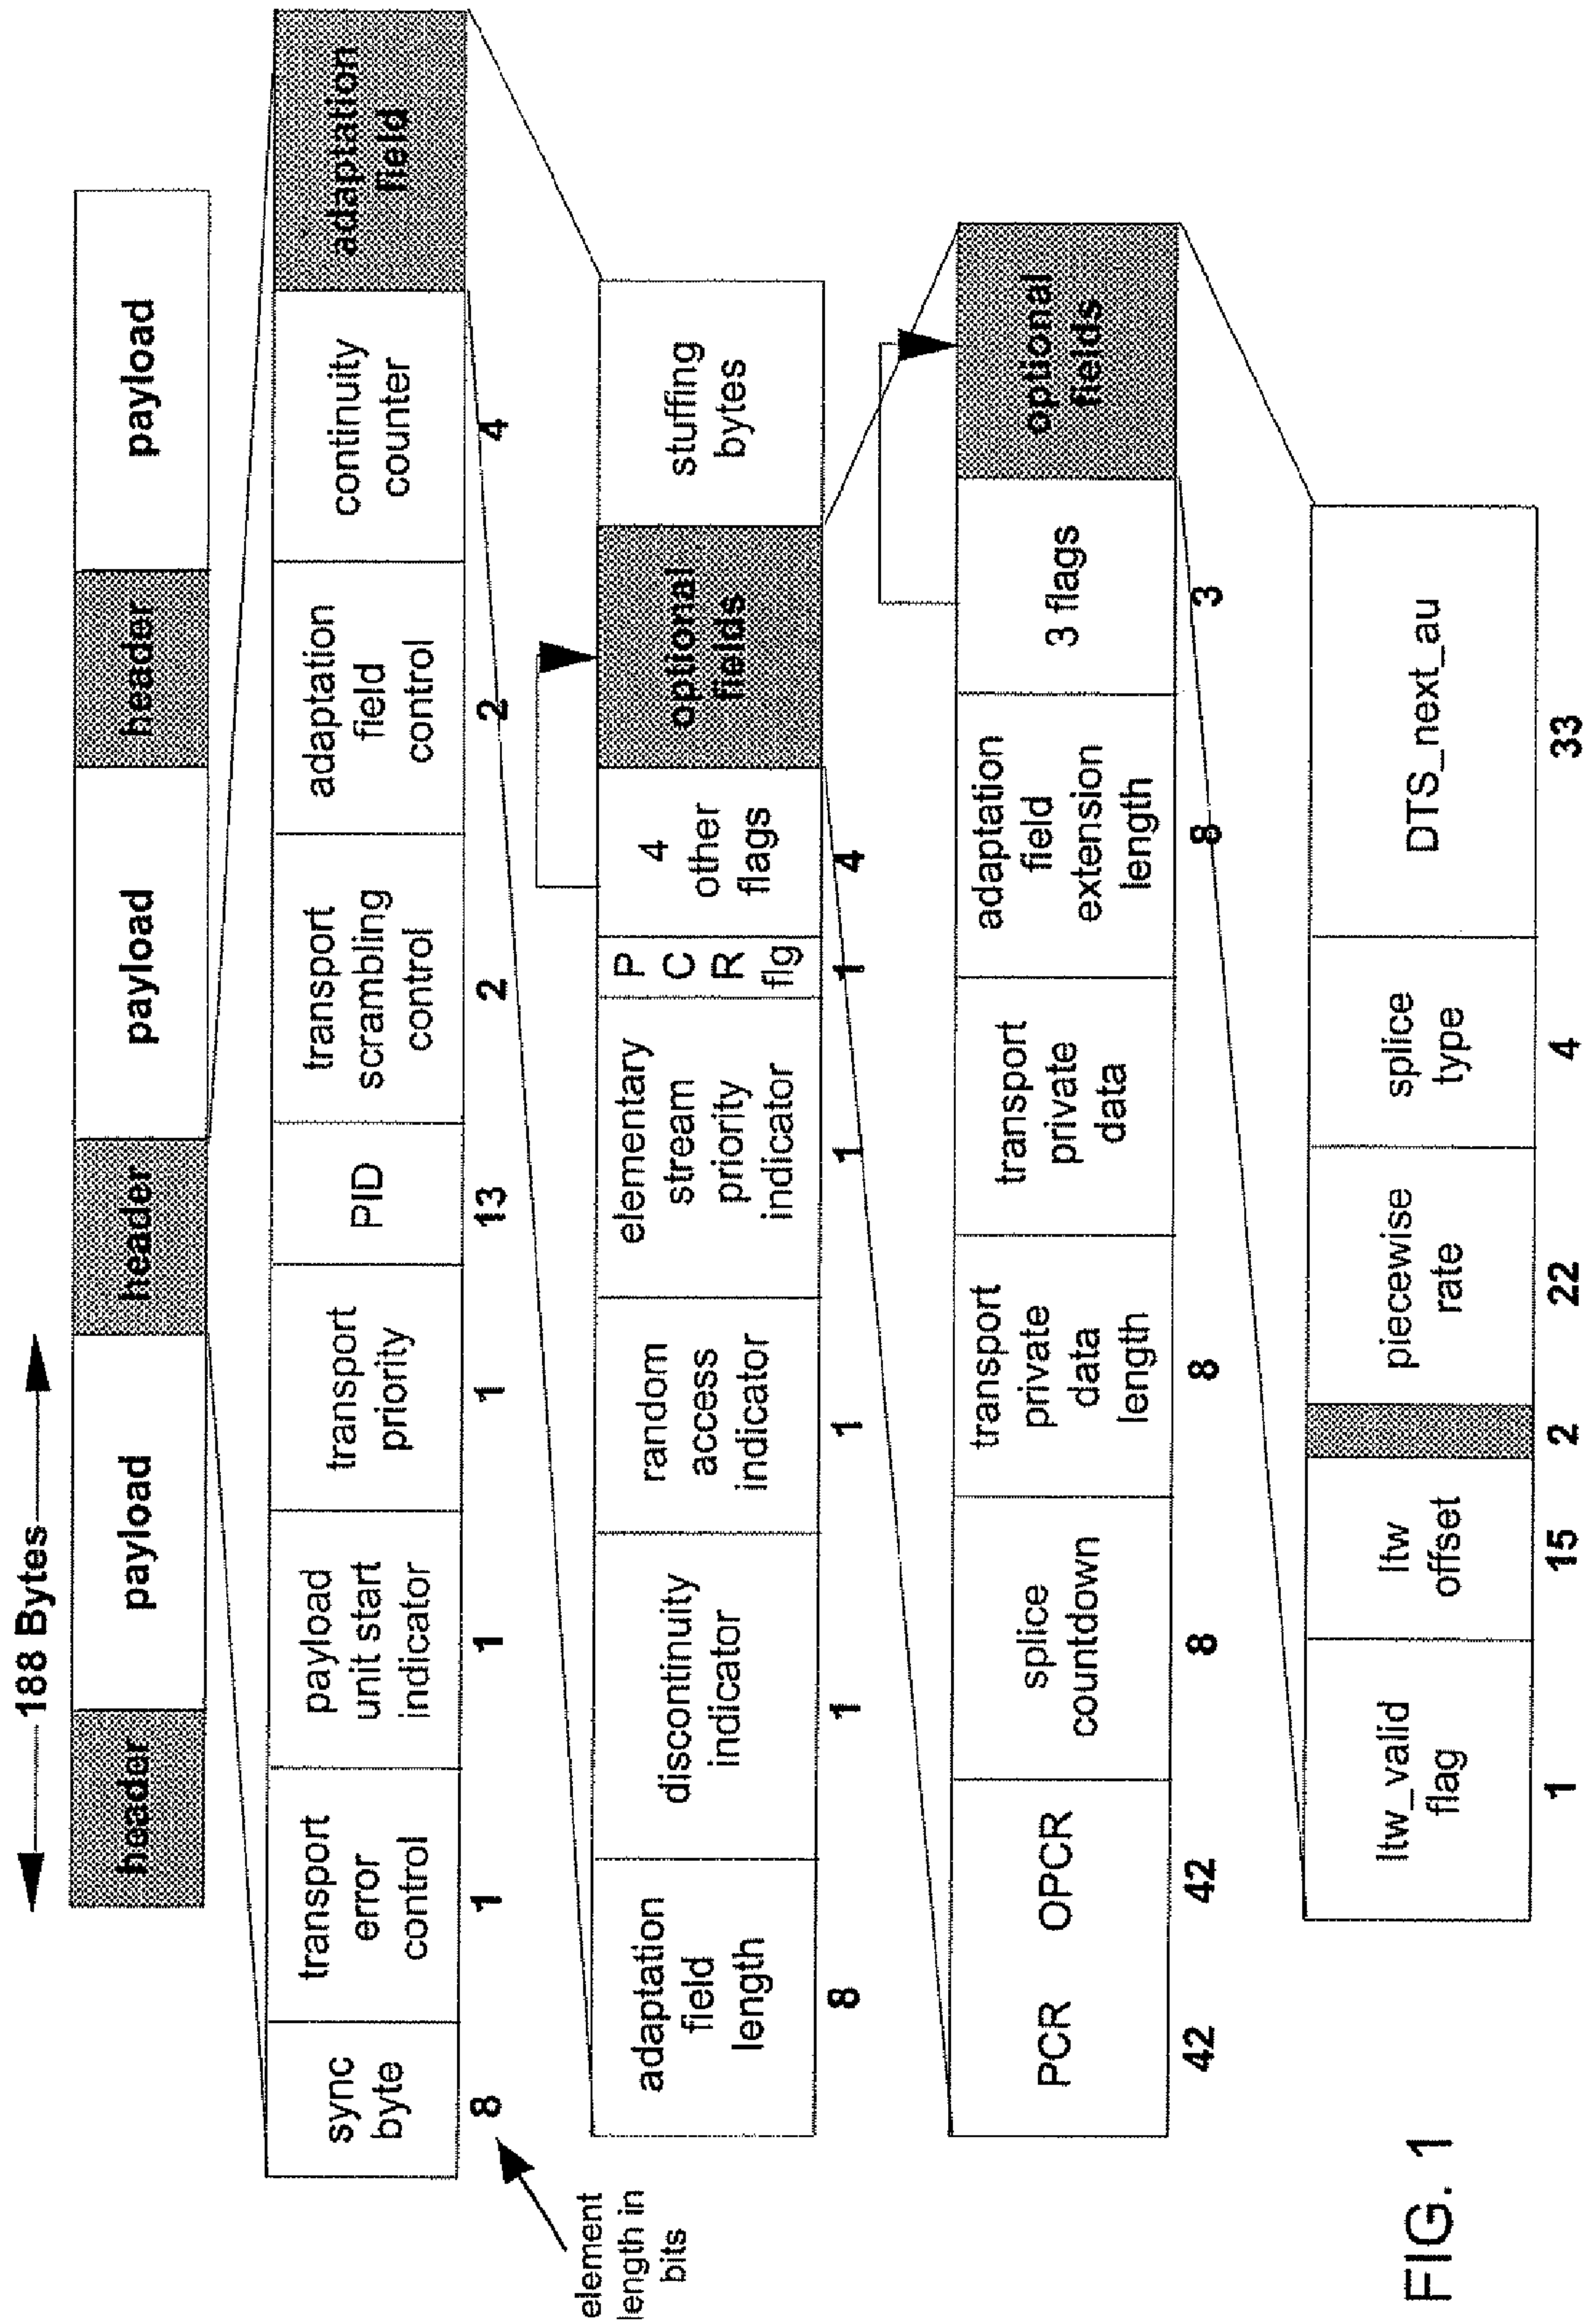 188 Bytes
header
payload
header
payload
header
payload
sync
byte
transport
error
control
payload
unit start
indicator
transport
priority
PID
transport
scrambling
control
adaptation
field
control
continuity
counter
adaptation
field
8
1
1
1
13
2
2
4
element
length in
bits
adaptation
field
length
discontinuity
indicator
random
access
indicator
elementary
stream
priority
indicator
P
C
R
flg
4
other
flags
optional
fields
stuffing
bytes
8
1
1
1
1
4
PCR
OPCR
splice
countdown
transport
private
data
length
transport
private
data
adaptation
field
extension
length
3 flags
optional
fields
42
42
8
8
8
3
ltw_valid
flag
ltw
offset
piecewise
rate
splice
type
DTS_next_au
1
15
2
22
4
33
FIG. 1